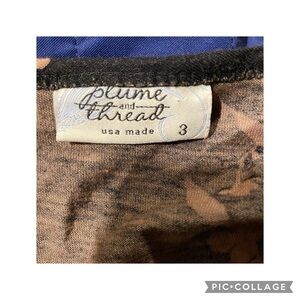 plume
and
thread
usa made 3
PIC•COLLAGE